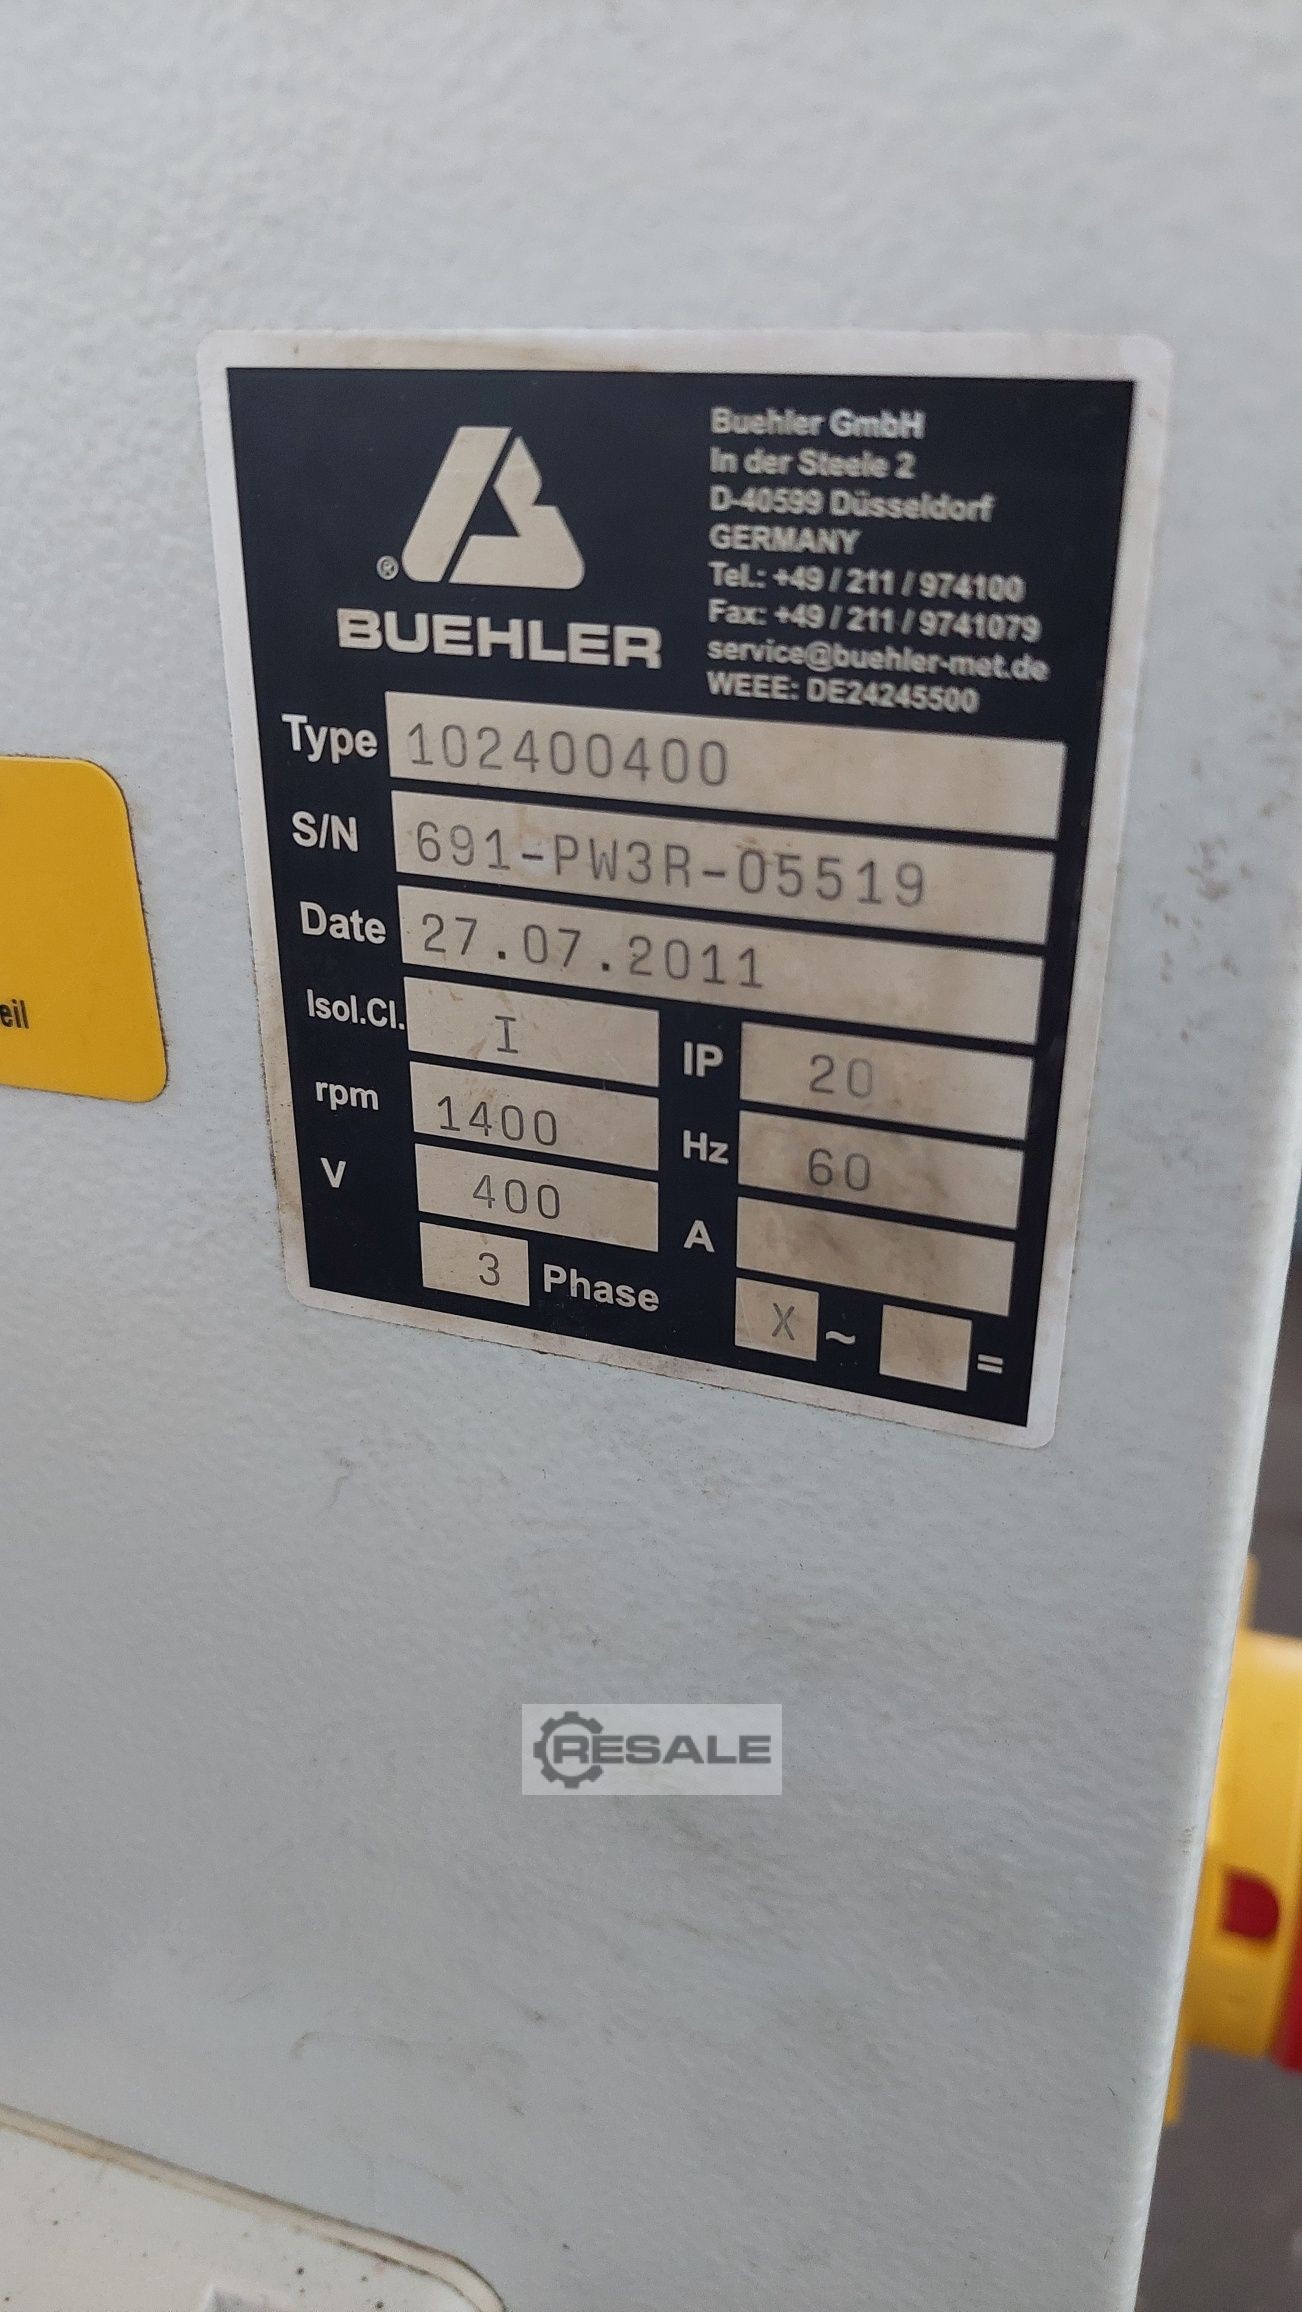 Buehler GmbH
In der Steele 2
D-40599 Düsseldorf
GERMANY
Tel.: +49 / 211 / 974100
Fax: +49 / 211 / 9741079
service@buehler-met.de
WEEE: DE24245500
®
BUEHLER
Type 102400400
S/N 691-PW3R-05519
Date 27.07.2011
Isol.Cl. I IP 20
rpm 1400 Hz 60
V 400 A
3 Phase X ~ =
eil
RESALE